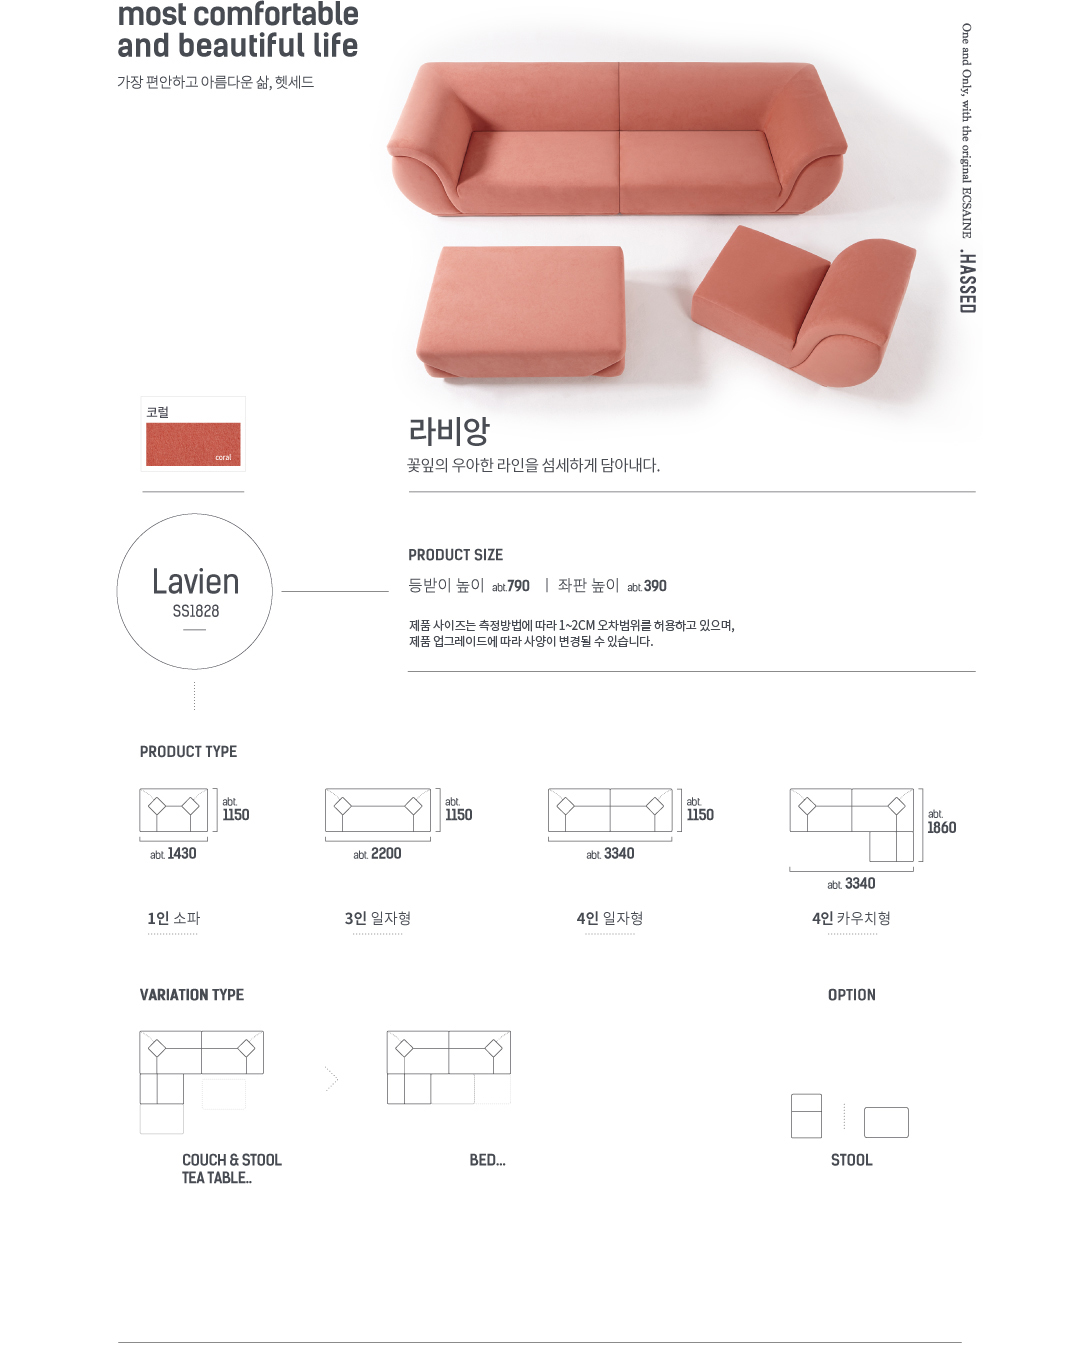 most comfortable
and beautiful life
가장 편안하고 아름다운 삶, 헷세드
One and Only, with the original ECSAINE .HASSED
코럴
coral
라비앙
꽃잎의 우아한 라인을 섬세하게 담아내다.
Lavien
SS1828
PRODUCT SIZE
등받이 높이 abt.790 | 좌판 높이 abt.390
제품 사이즈는 측정방법에 따라 1~2CM 오차범위를 허용하고 있으며,
제품 업그레이드에 따라 사양이 변경될 수 있습니다.
PRODUCT TYPE
abt.
1150
abt. 1430
1인 소파
abt.
1150
abt. 2200
3인 일자형
abt.
1150
abt. 3340
4인 일자형
abt.
1860
abt. 3340
4인 카우치형
VARIATION TYPE
COUCH & STOOL
TEA TABLE..
BED...
OPTION
STOOL